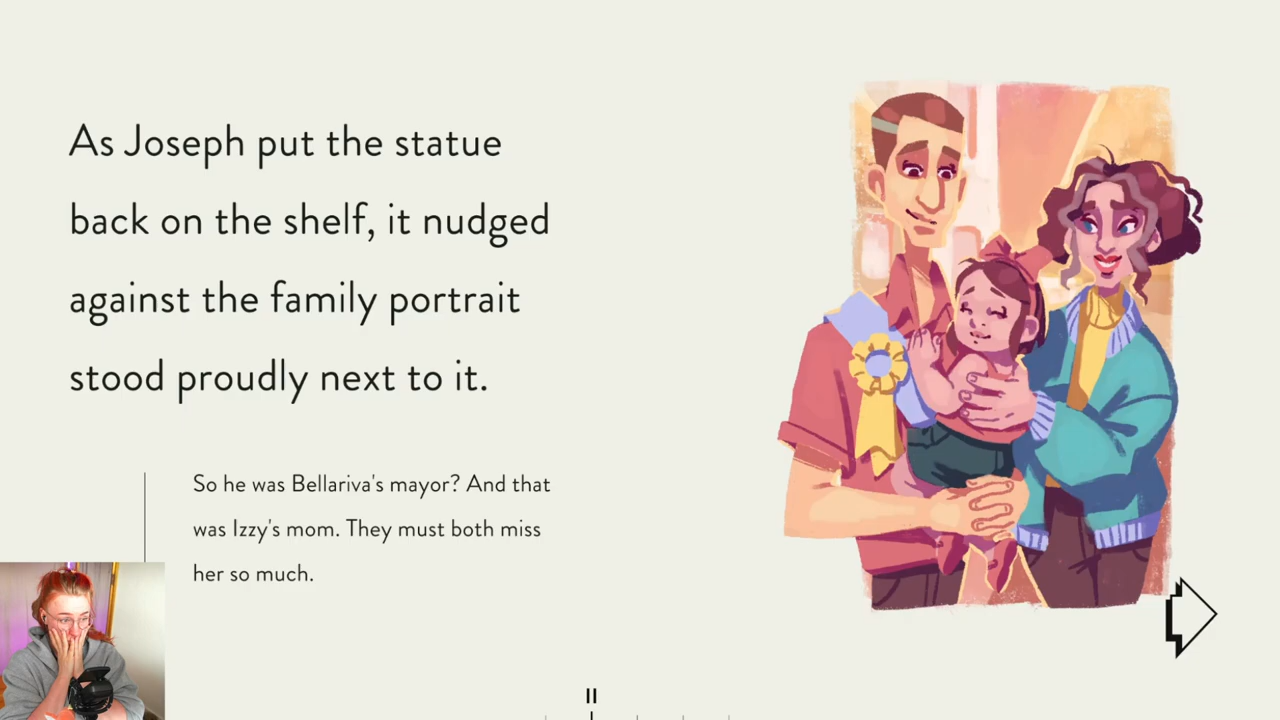 As Joseph put the statue
back on the shelf, it nudged
against the family portrait
stood proudly next to it.
So he was Bellariva's mayor? And that
was Izzy's mom. They must both miss
her so much.
II